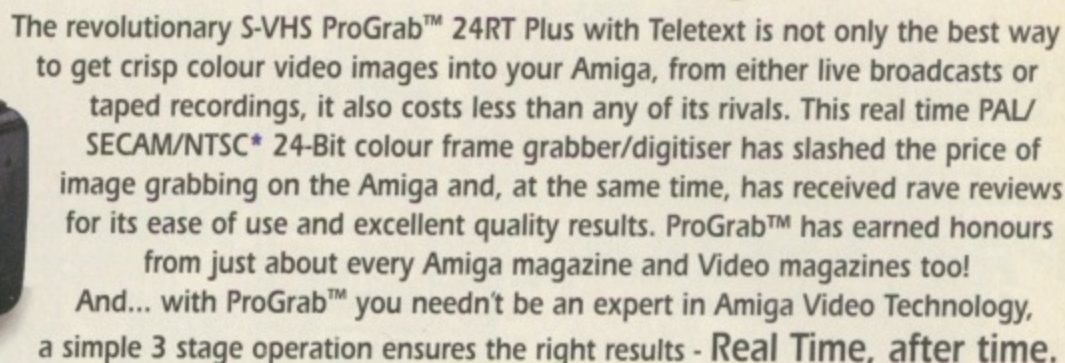 The revolutionary S-VHS ProGrab™ 24RT Plus with Teletext is not only the best way
to get crisp colour video images into your Amiga, from either live broadcasts or
taped recordings, it also costs less than any of its rivals. This real time PAL/
SECAM/NTSC* 24-Bit colour frame grabber/digitiser has slashed the price of
image grabbing on the Amiga and, at the same time, has received rave reviews
for its ease of use and excellent quality results. ProGrab™ has earned honours
from just about every Amiga magazine and Video magazines too!
And... with ProGrab™ you needn't be an expert in Amiga Video Technology,
a simple 3 stage operation ensures the right results - Real Time, after time.